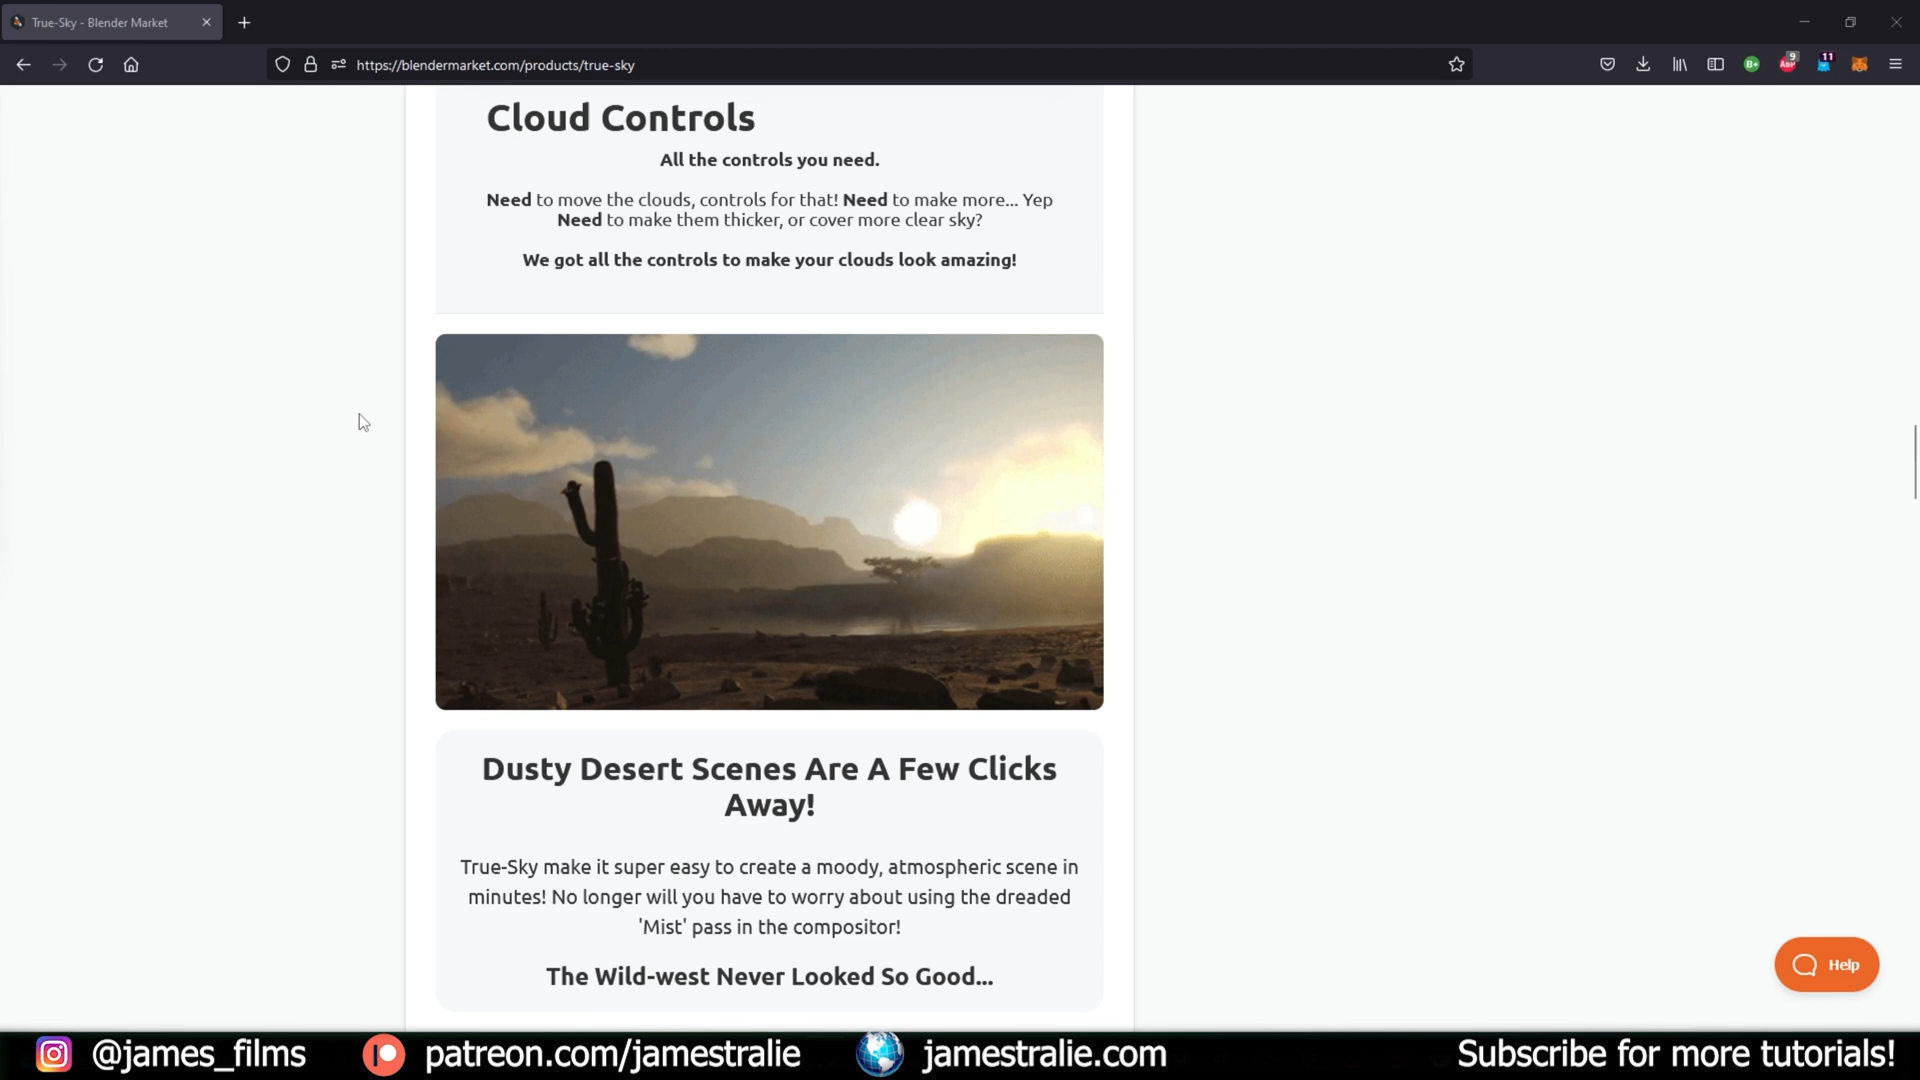 True-Sky - Blender Market
https://blendermarket.com/products/true-sky
B+
9
ABP
11
Cloud Controls
All the controls you need.
Need to move the clouds, controls for that! Need to make more... Yep
Need to make them thicker, or cover more clear sky?
We got all the controls to make your clouds look amazing!
Dusty Desert Scenes Are A Few Clicks
Away!
True-Sky make it super easy to create a moody, atmospheric scene in
minutes! No longer will you have to worry about using the dreaded
'Mist' pass in the compositor!
The Wild-west Never Looked So Good...
Help
@james_films
patreon.com/jamestralie
jamestralie.com
Subscribe for more tutorials!